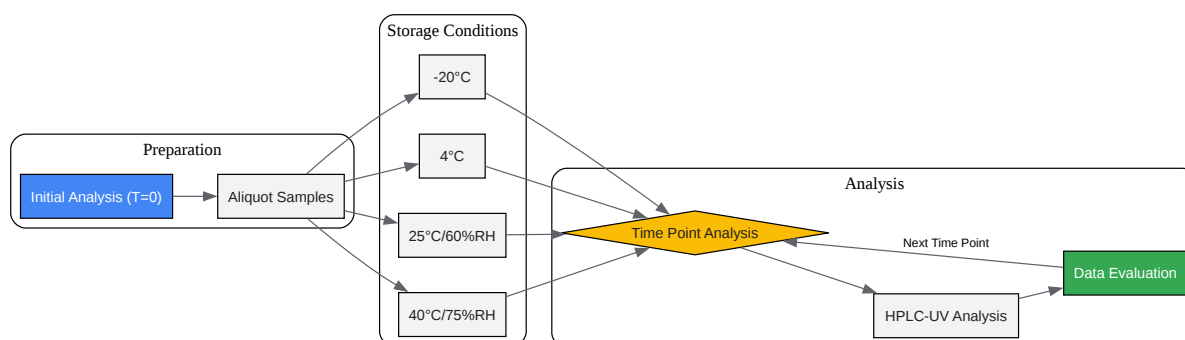 Preparation
Initial Analysis (T=0)
Aliquot Samples
Storage Conditions
-20°C
4°C
25°C/60%RH
40°C/75%RH
Analysis
Time Point Analysis
Next Time Point
HPLC-UV Analysis
Data Evaluation